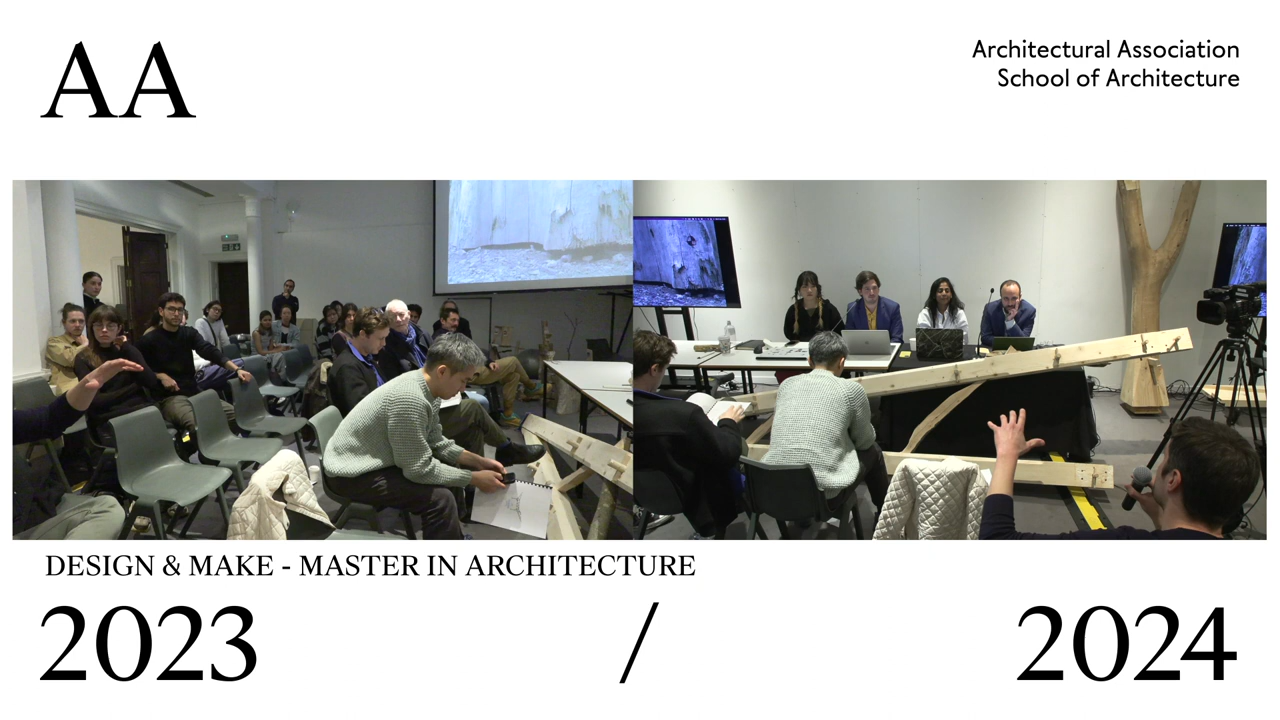 AA
Architectural Association
School of Architecture
DESIGN & MAKE - MASTER IN ARCHITECTURE
2023 / 2024